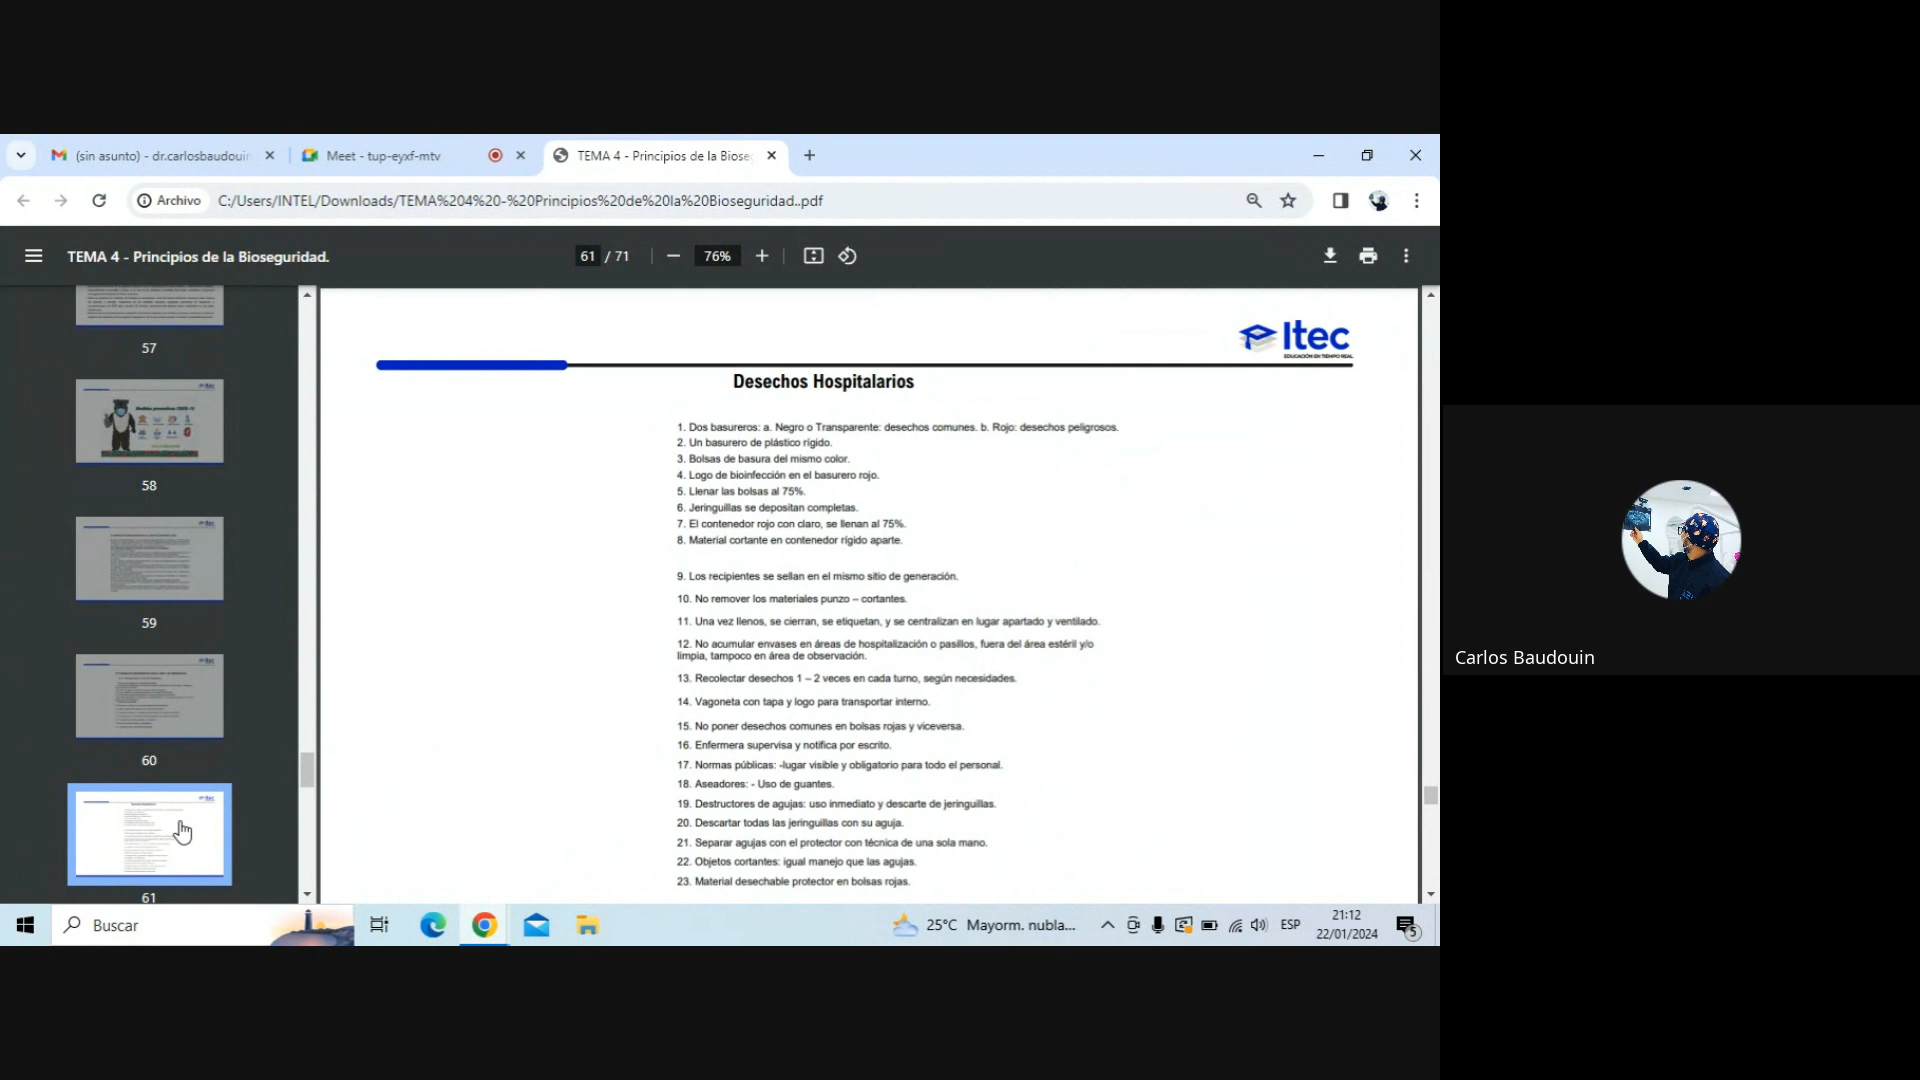 (sin asunto) - dr.carlosbaudouin
Meet - tup-eyxf-mtv
TEMA 4 - Principios de la Biose
Archivo
C:/Users/INTEL/Downloads/TEMA%204%20-%20Principios%20de%20la%20Bioseguridad..pdf
TEMA 4 - Principios de la Bioseguridad.
61 / 71
76%
57
58
59
60
61
Itec
EDUCACIÓN EN TIEMPO REAL
Desechos Hospitalarios
1. Dos basureros: a. Negro o Transparente: desechos comunes. b. Rojo: desechos peligrosos.
2. Un basurero de plástico rígido.
3. Bolsas de basura del mismo color.
4. Logo de bioinfección en el basurero rojo.
5. Llenar las bolsas al 75%.
6. Jeringuillas se depositan completas.
7. El contenedor rojo con claro, se llenan al 75%.
8. Material cortante en contenedor rígido aparte.
9. Los recipientes se sellan en el mismo sitio de generación.
10. No remover los materiales punzo – cortantes.
11. Una vez llenos, se cierran, se etiquetan, y se centralizan en lugar apartado y ventilado.
12. No acumular envases en áreas de hospitalización o pasillos, fuera del área estéril y/o
limpia, tampoco en área de observación.
13. Recolectar desechos 1 – 2 veces en cada turno, según necesidades.
14. Vagoneta con tapa y logo para transportar interno.
15. No poner desechos comunes en bolsas rojas y viceversa.
16. Enfermera supervisa y notifica por escrito.
17. Normas públicas: -lugar visible y obligatorio para todo el personal.
18. Aseadores: - Uso de guantes.
19. Destructores de agujas: uso inmediato y descarte de jeringuillas.
20. Descartar todas las jeringuillas con su aguja.
21. Separar agujas con el protector con técnica de una sola mano.
22. Objetos cortantes: igual manejo que las agujas.
23. Material desechable protector en bolsas rojas.
Carlos Baudouin
Buscar
25°C Mayorm. nubla...
ESP
21:12
22/01/2024
5